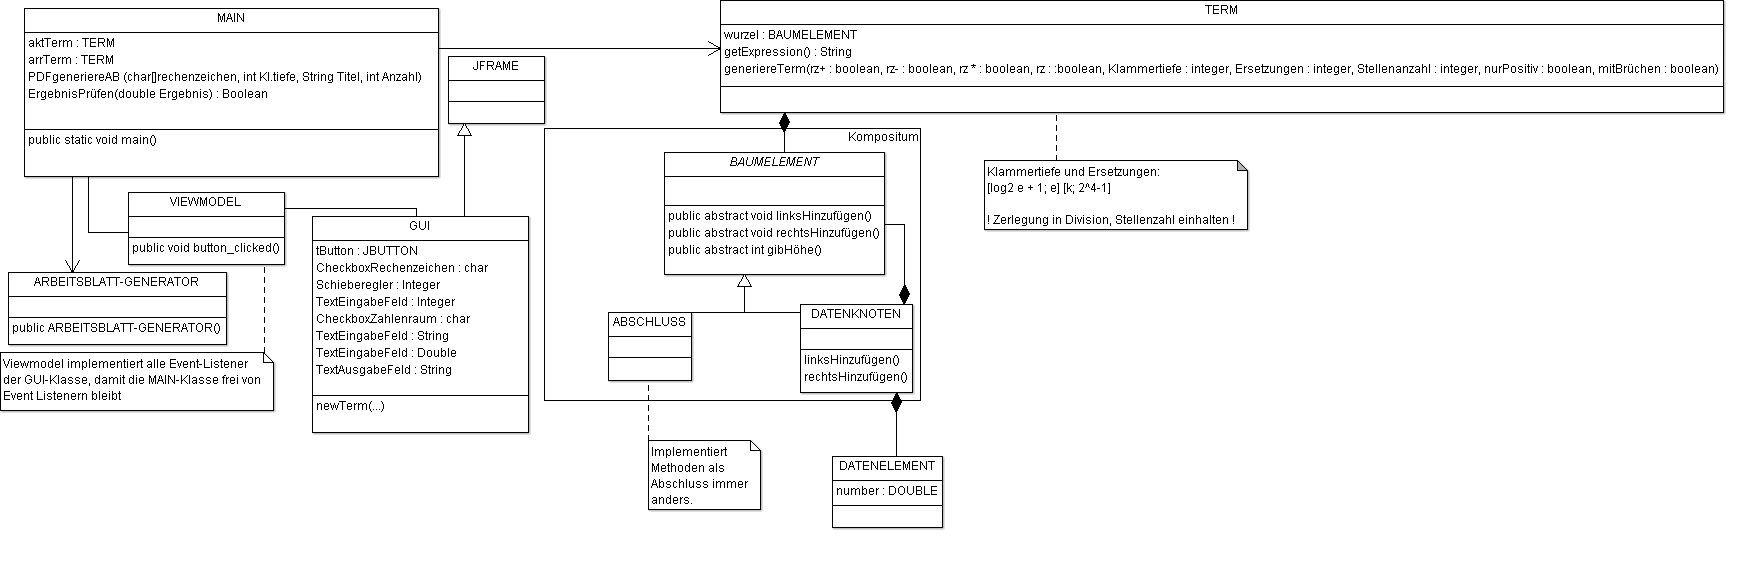 MAIN
aktTerm : TERM
arrTerm : TERM
PDFgeneriereAB (char[]rechenzeichen, int Kl.tiefe, String Titel, int Anzahl)
ErgebnisPrüfen(double Ergebnis) : Boolean
public static void main()
JFRAME
TERM
wurzel : BAUMELEMENT
getExpression() : String
generiereTerm(rz+ : boolean, rz- : boolean, rz * : boolean, rz : :boolean, Klammertiefe : integer, Ersetzungen : integer, Stellenanzahl : integer, nurPositiv : boolean, mitBrüchen : boolean)
Kompositum
BAUMELEMENT
public abstract void linksHinzufügen()
public abstract void rechtsHinzufügen()
public abstract int gibHöhe()
Klammertiefe und Ersetzungen:
[log2 e + 1; e] [k; 2^4-1]
! Zerlegung in Division, Stellenzahl einhalten !
VIEWMODEL
public void button_clicked()
GUI
tButton : JBUTTON
CheckboxRechenzeichen : char
Schieberegler : Integer
TextEingabeFeld : Integer
CheckboxZahlenraum : char
TextEingabeFeld : String
TextEingabeFeld : Double
TextAusgabeFeld : String
newTerm(...)
ARBEITSBLATT-GENERATOR
public ARBEITSBLATT-GENERATOR()
Viewmodel implementiert alle Event-Listener
der GUI-Klasse, damit die MAIN-Klasse frei von
Event Listenern bleibt
ABSCHLUSS
DATENKNOTEN
linksHinzufügen()
rechtsHinzufügen()
Implementiert
Methoden als
Abschluss immer
anders.
DATENELEMENT
number : DOUBLE